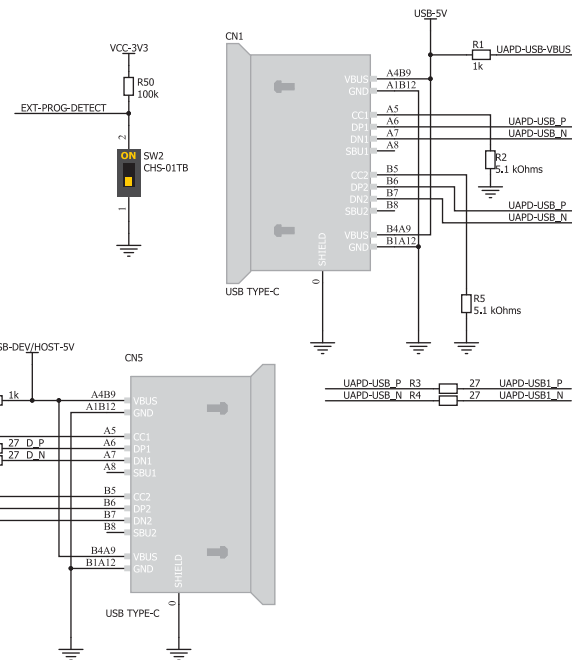 USB-5V
CN1
R1
UAPD-USB-VBUS
1k
VCC-3V3
R50
100k
EXT-PROG-DETECT
2
ON
SW2
CHS-01TB
1
VBUS A4B9
GND A1B12
CC1 A5
DP1 A6 UAPD-USB_P
DN1 A7 UAPD-USB_N
SBU1 A8
R2
5.1 kOhms
CC2 B5
DP2 B6 UAPD-USB_P
DN2 B7 UAPD-USB_N
SBU2 B8
VBUS B4A9
GND B1A12
SHIELD
0
USB TYPE-C
R5
5.1 kOhms
SB-DEV/HOST-5V
CN5
UAPD-USB_P R3 27 UAPD-USB1_P
UAPD-USB_N R4 27 UAPD-USB1_N
1k A4B9 VBUS
A1B12 GND
A5 CC1
27 D_P A6 DP1
27 D_N A7 DN1
A8 SBU1
B5 CC2
B6 DP2
B7 DN2
B8 SBU2
B4A9 VBUS
B1A12 GND
SHIELD
0
USB TYPE-C